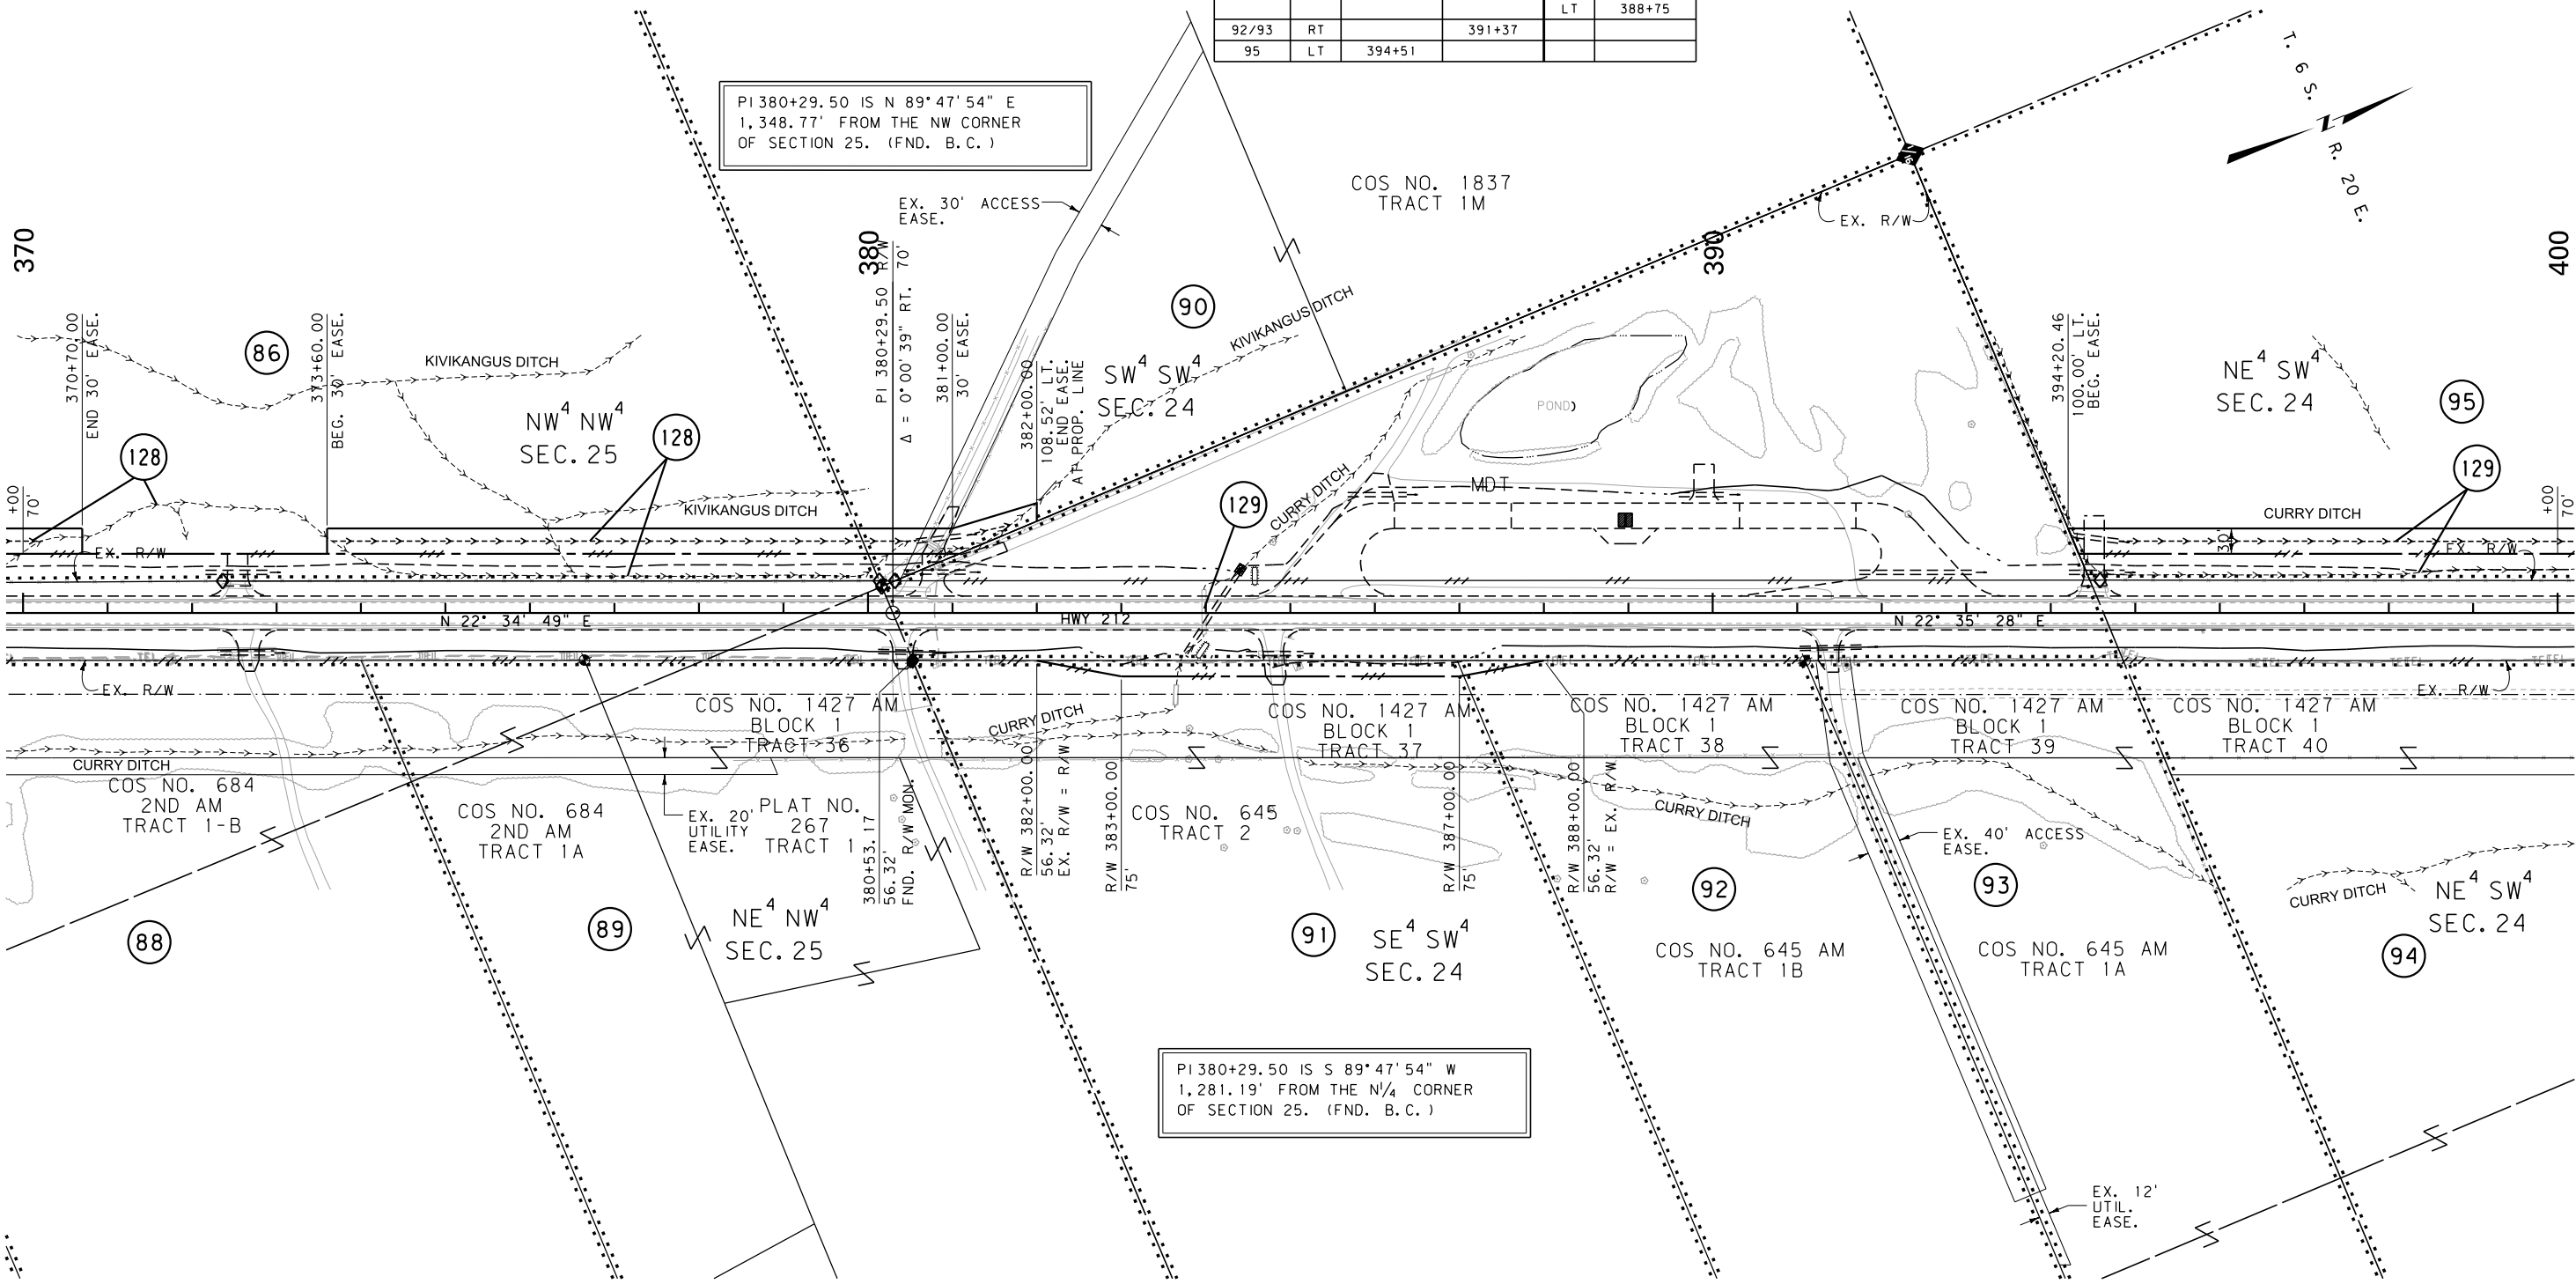 LT 388+75
92/93 RT 391+37
95 LT 394+51
PI 380+29.50 IS N 89°47'54" E
1,348.77' FROM THE NW CORNER
OF SECTION 25. (FND. B.C.)
T. 6 S.
R. 20 E.
Z
COS NO. 1837
TRACT 1M
EX. 30' ACCESS
EASE.
EX. R/W
1/16
370
380
390
400
370+70.00
END 30' EASE.
86
373+60.00
BEG. 30' EASE.
KIVIKANGUS DITCH
NW⁴ NW⁴
SEC. 25
128
128
KIVIKANGUS DITCH
+00
70'
EX. R/W
PI 380+29.50 R/W
Δ = 0°00'39" RT. 70'
381+00.00
30' EASE.
382+00.00
108.52' LT.
END EASE.
AT PROP. LINE
90
KIVIKANGUS DITCH
SW⁴ SW⁴
SEC. 24
129
CURRY DITCH
POND
MDT
394+20.46
100.00' LT.
BEG. EASE.
NE⁴ SW⁴
SEC. 24
95
129
CURRY DITCH
30'
EX. R/W
+00
70'
N 22° 34' 49" E
HWY 212
N 22° 35' 28" E
EX. R/W
EX. R/W
COS NO. 1427 AM
BLOCK 1
TRACT 36
CURRY DITCH
COS NO. 1427 AM
BLOCK 1
TRACT 37
COS NO. 1427 AM
BLOCK 1
TRACT 38
COS NO. 1427 AM
BLOCK 1
TRACT 39
COS NO. 1427 AM
BLOCK 1
TRACT 40
CURRY DITCH
COS NO. 684
2ND AM
TRACT 1-B
COS NO. 684
2ND AM
TRACT 1A
EX. 20'
UTILITY
EASE.
PLAT NO.
267
TRACT 1
380+53.17
56.32'
FND. R/W MON.
R/W 382+00.00
56.32'
EX. R/W = R/W
R/W 383+00.00
75'
COS NO. 645
TRACT 2
R/W 387+00.00
75'
R/W 388+00.00
56.32'
R/W = EX. R/W
CURRY DITCH
EX. 40' ACCESS
EASE.
CURRY DITCH
88
89
NE⁴ NW⁴
SEC. 25
91
SE⁴ SW⁴
SEC. 24
92
COS NO. 645 AM
TRACT 1B
93
COS NO. 645 AM
TRACT 1A
NE⁴ SW⁴
SEC. 24
94
PI 380+29.50 IS S 89°47'54" W
1,281.19' FROM THE N¼ CORNER
OF SECTION 25. (FND. B.C.)
EX. 12'
UTIL.
EASE.